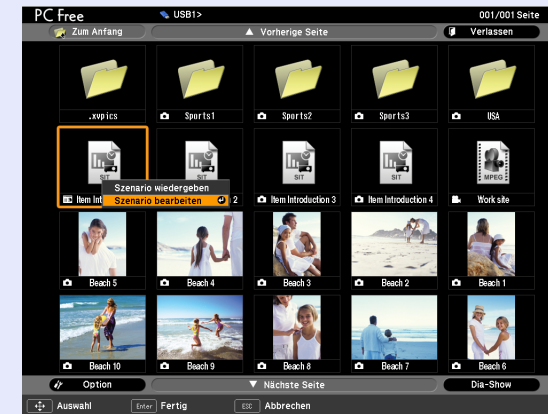 PC Free USB1> 001/001 Seite
Zum Anfang Vorherige Seite Verlassen
.xvpics Sports1 Sports2 Sports3 USA
SIT SIT SIT SIT MPEG
Szenario wiedergeben
Item Int 2 Item Introduction 3 Item Introduction 4 Work site
Szenario bearbeiten
Beach 5 Beach 4 Beach 3 Beach 2 Beach 1
Beach 10 Beach 9 Beach 8 Beach 7 Beach 6
Option Nächste Seite Dia-Show
Auswahl Enter Fertig ESC Abbrechen